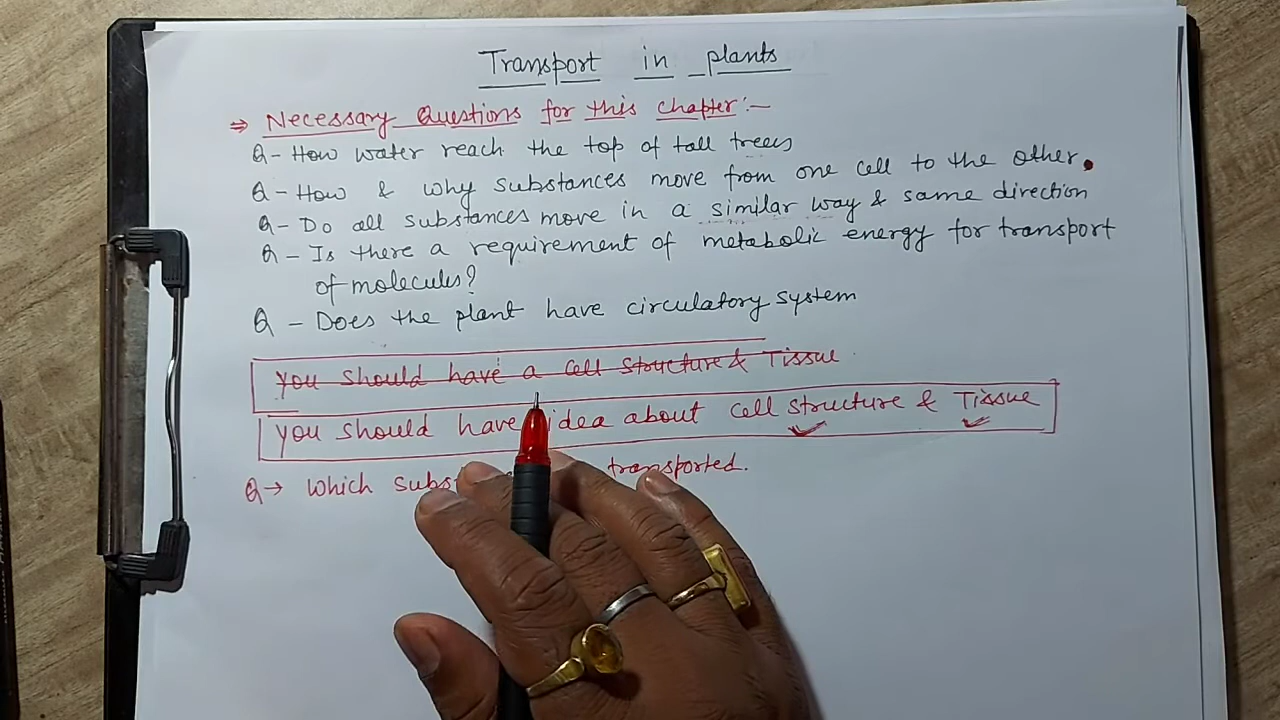 Transport in plants
⇒ Necessary Questions for this chapter:-
Q - How water reach the top of tall trees
Q - How & why substances move from one cell to the other.
Q - Do all substances move in a similar way & same direction
Q - Is there a requirement of metabolic energy for transport
of molecules?
Q - Does the plant have circulatory system
You should have a cell structure & Tissue
You should have idea about cell structure & Tissue
Q → Which transported.